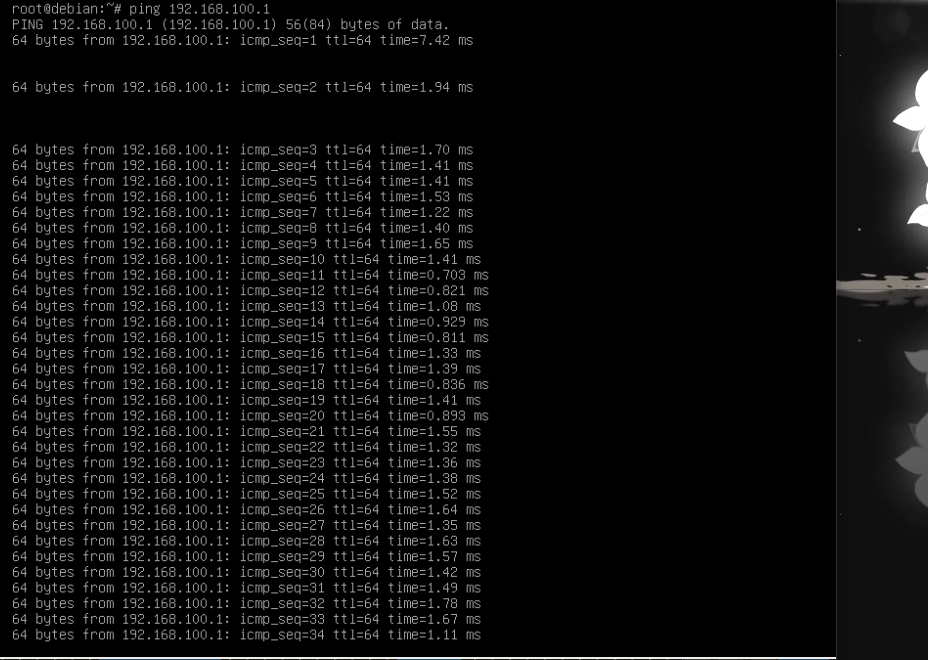 root@debian:~# ping 192.168.100.1
PING 192.168.100.1 (192.168.100.1) 56(84) bytes of data.
64 bytes from 192.168.100.1: icmp_seq=1 ttl=64 time=7.42 ms
64 bytes from 192.168.100.1: icmp_seq=2 ttl=64 time=1.94 ms
64 bytes from 192.168.100.1: icmp_seq=3 ttl=64 time=1.70 ms
64 bytes from 192.168.100.1: icmp_seq=4 ttl=64 time=1.41 ms
64 bytes from 192.168.100.1: icmp_seq=5 ttl=64 time=1.41 ms
64 bytes from 192.168.100.1: icmp_seq=6 ttl=64 time=1.53 ms
64 bytes from 192.168.100.1: icmp_seq=7 ttl=64 time=1.22 ms
64 bytes from 192.168.100.1: icmp_seq=8 ttl=64 time=1.40 ms
64 bytes from 192.168.100.1: icmp_seq=9 ttl=64 time=1.65 ms
64 bytes from 192.168.100.1: icmp_seq=10 ttl=64 time=1.41 ms
64 bytes from 192.168.100.1: icmp_seq=11 ttl=64 time=0.703 ms
64 bytes from 192.168.100.1: icmp_seq=12 ttl=64 time=0.821 ms
64 bytes from 192.168.100.1: icmp_seq=13 ttl=64 time=1.08 ms
64 bytes from 192.168.100.1: icmp_seq=14 ttl=64 time=0.929 ms
64 bytes from 192.168.100.1: icmp_seq=15 ttl=64 time=0.811 ms
64 bytes from 192.168.100.1: icmp_seq=16 ttl=64 time=1.33 ms
64 bytes from 192.168.100.1: icmp_seq=17 ttl=64 time=1.39 ms
64 bytes from 192.168.100.1: icmp_seq=18 ttl=64 time=0.836 ms
64 bytes from 192.168.100.1: icmp_seq=19 ttl=64 time=1.41 ms
64 bytes from 192.168.100.1: icmp_seq=20 ttl=64 time=0.893 ms
64 bytes from 192.168.100.1: icmp_seq=21 ttl=64 time=1.55 ms
64 bytes from 192.168.100.1: icmp_seq=22 ttl=64 time=1.32 ms
64 bytes from 192.168.100.1: icmp_seq=23 ttl=64 time=1.36 ms
64 bytes from 192.168.100.1: icmp_seq=24 ttl=64 time=1.38 ms
64 bytes from 192.168.100.1: icmp_seq=25 ttl=64 time=1.52 ms
64 bytes from 192.168.100.1: icmp_seq=26 ttl=64 time=1.64 ms
64 bytes from 192.168.100.1: icmp_seq=27 ttl=64 time=1.35 ms
64 bytes from 192.168.100.1: icmp_seq=28 ttl=64 time=1.63 ms
64 bytes from 192.168.100.1: icmp_seq=29 ttl=64 time=1.57 ms
64 bytes from 192.168.100.1: icmp_seq=30 ttl=64 time=1.42 ms
64 bytes from 192.168.100.1: icmp_seq=31 ttl=64 time=1.49 ms
64 bytes from 192.168.100.1: icmp_seq=32 ttl=64 time=1.78 ms
64 bytes from 192.168.100.1: icmp_seq=33 ttl=64 time=1.67 ms
64 bytes from 192.168.100.1: icmp_seq=34 ttl=64 time=1.11 ms